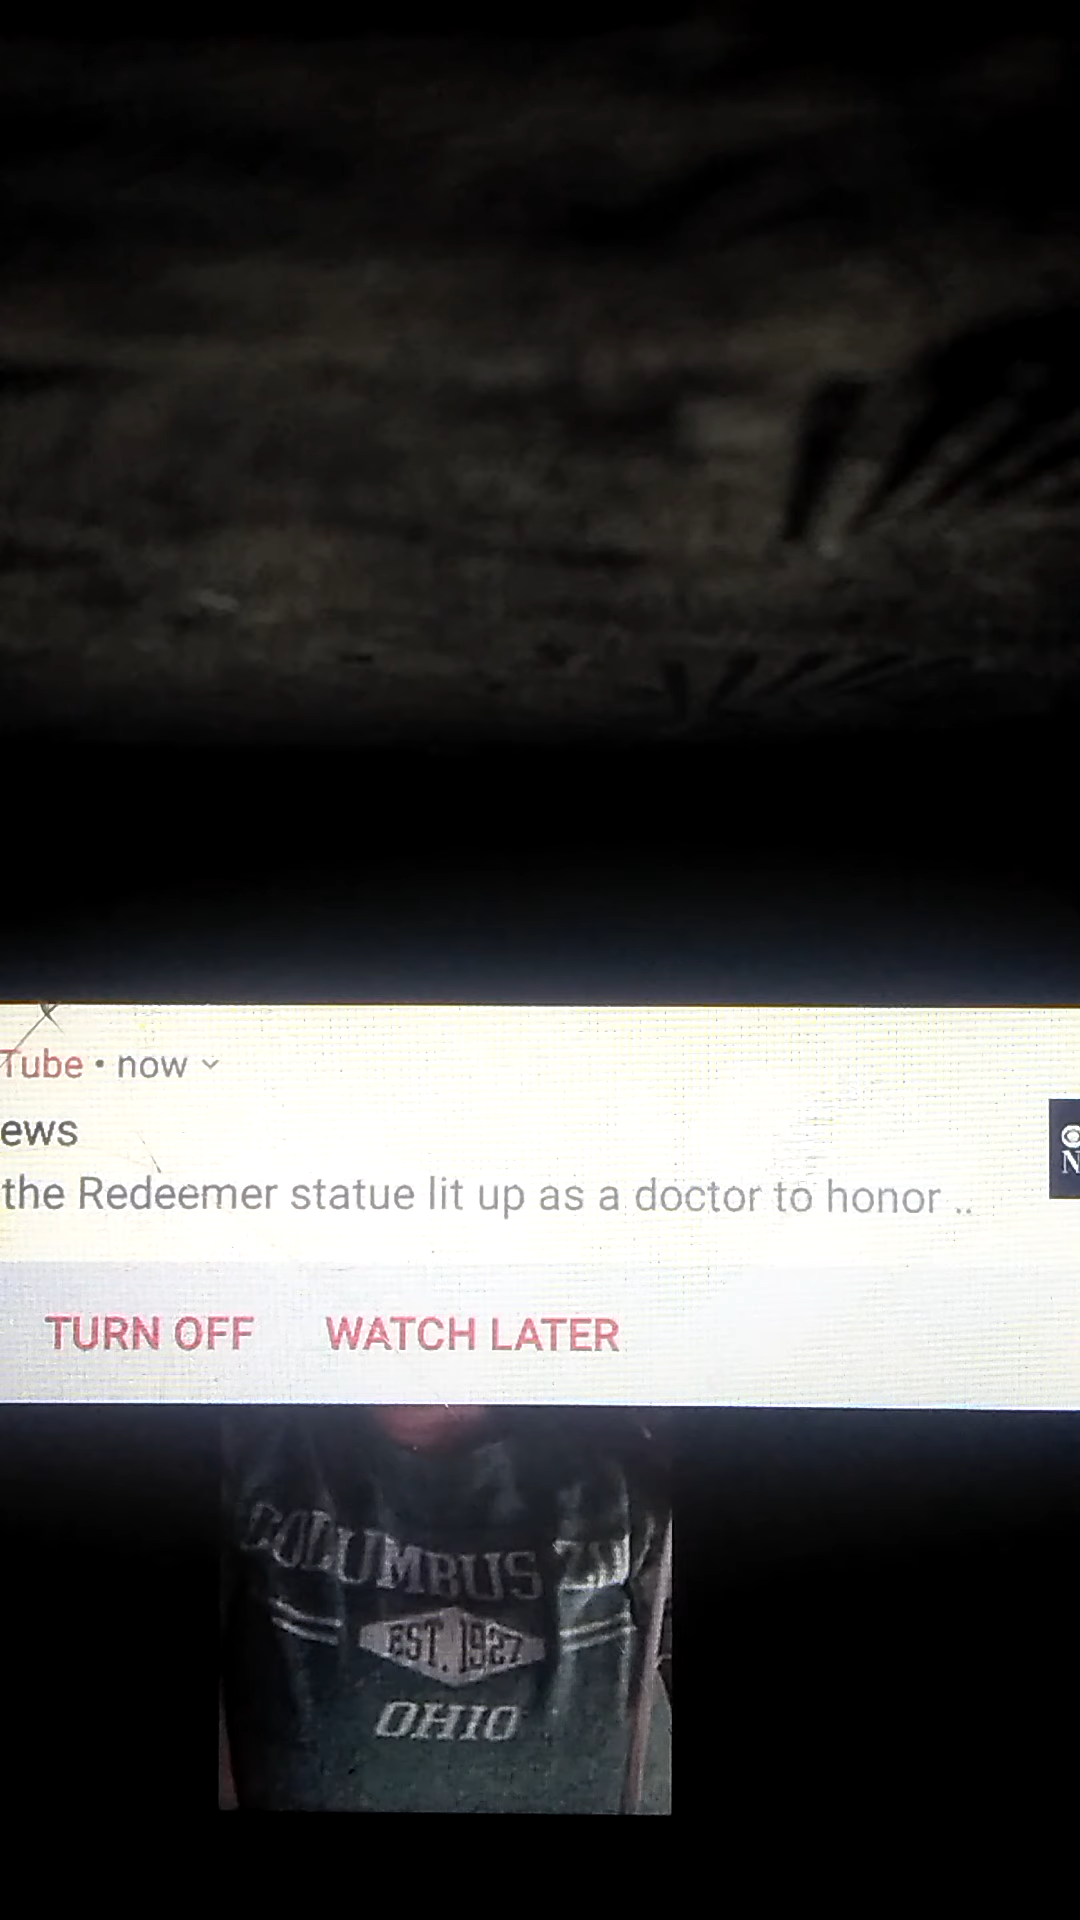 Tube • now
ews
the Redeemer statue lit up as a doctor to honor ..
N
TURN OFF WATCH LATER
COLUMBUS
EST. 1927
OHIO